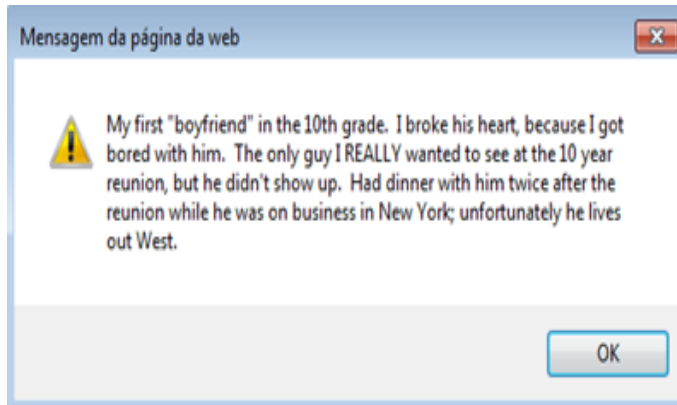 Mensagem da página da web
My first "boyfriend" in the 10th grade.  I broke his heart, because I got
bored with him.  The only guy I REALLY wanted to see at the 10 year
reunion, but he didn't show up.  Had dinner with him twice after the
reunion while he was on business in New York; unfortunately he lives
out West.
OK